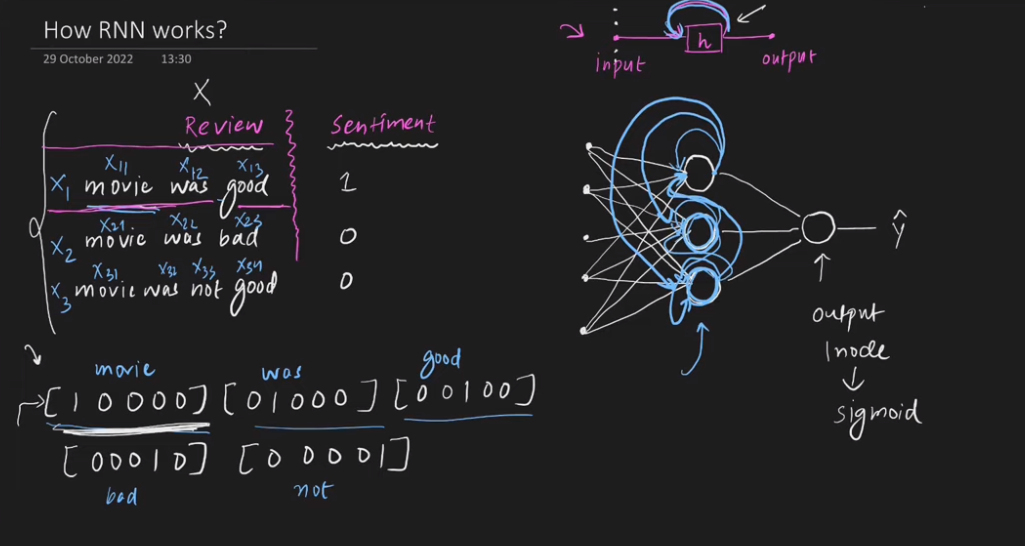 How RNN works?
29 October 2022 13:30
h
input output
X
Review Sentiment
X11 X12 X13
X1 movie was good 1
X21 X22 X23
X2 movie was bad 0
X31 X32 X33 X34
X3 movie was not good 0
ŷ
output
1 node
sigmoid
movie was good
[1 0 0 0 0] [0 1 0 0 0] [0 0 1 0 0]
[0 0 0 1 0] [0 0 0 0 1]
bad not